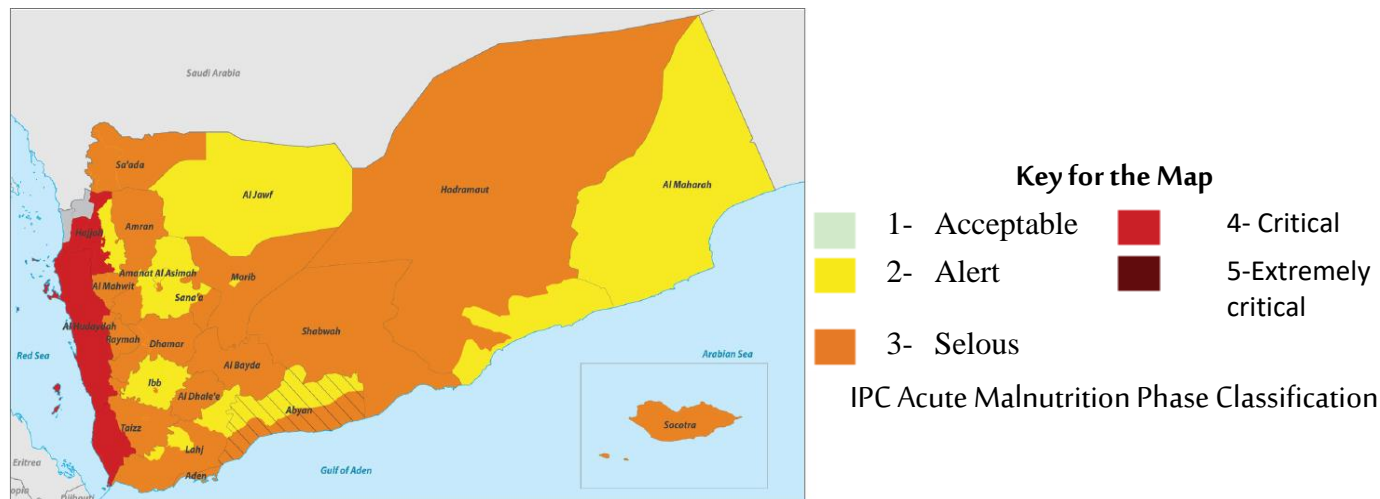 Saudi Arabia
Sa'ada
Al Jawf
Hadramaut
Al Maharah
Hajjah
Amran
Amanat Al Asimah
Marib
Al Mahwit
Sana'a
Al Hudaydah
Raymah
Dhamar
Shabwah
Red Sea
Arabian Sea
Al Bayda
Ibb
Al Dhale'e
Abyan
Taizz
Socotra
Lahj
Aden
Gulf of Aden
Eritrea
opia
Djibouti
Key for the Map
1- Acceptable
4- Critical
2- Alert
5-Extremely
critical
3- Selous
IPC Acute Malnutrition Phase Classification